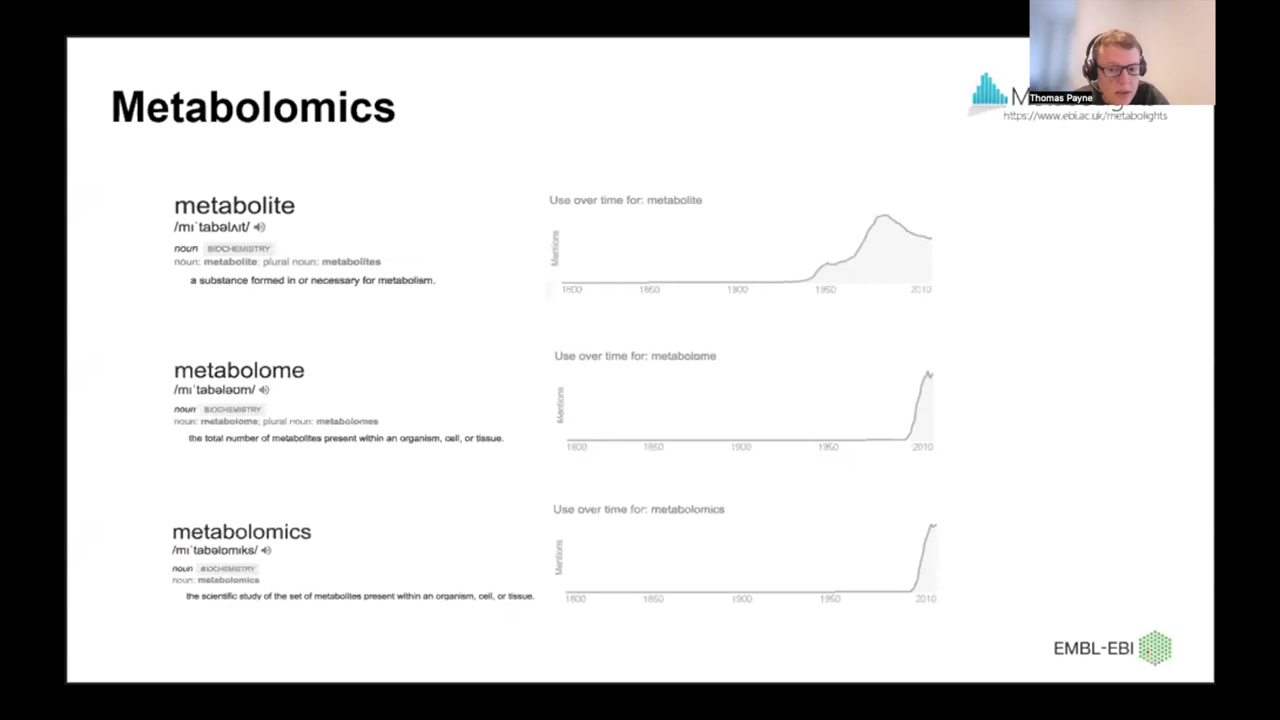 Metabolomics
Thomas Payne
https://www.ebi.ac.uk/metabolights
metabolite
/mɪˈtabəlʌɪt/
noun BIOCHEMISTRY
noun: metabolite; plural noun: metabolites
a substance formed in or necessary for metabolism.
Use over time for: metabolite
Mentions
1800 1850 1900 1950 2010
metabolome
/mɪˈtabələʊm/
noun BIOCHEMISTRY
noun: metabolome; plural noun: metabolomes
the total number of metabolites present within an organism, cell, or tissue.
Use over time for: metabolome
Mentions
1800 1850 1900 1950 2010
metabolomics
/mɪˈtabəlɒmɪks/
noun BIOCHEMISTRY
noun: metabolomics
the scientific study of the set of metabolites present within an organism, cell, or tissue.
Use over time for: metabolomics
Mentions
1800 1850 1900 1950 2010
EMBL-EBI